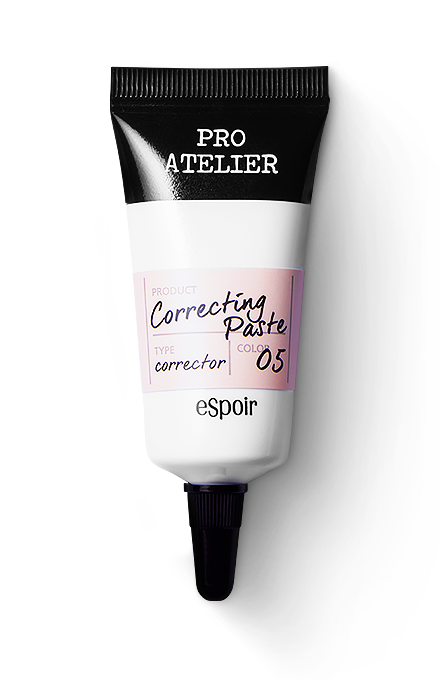 PRO
ATELIER
PRODUCT
Correcting
Paste
TYPE
COLOR
corrector
05
eSpoir